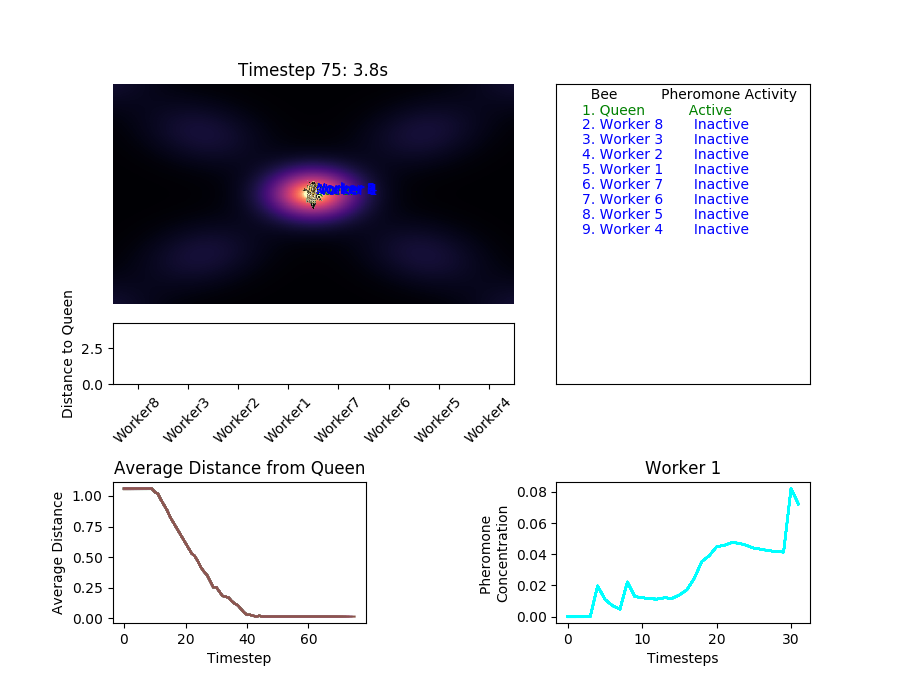 Timestep 75: 3.8s
Bee Pheromone Activity
1. Queen Active
2. Worker 8 Inactive
3. Worker 3 Inactive
4. Worker 2 Inactive
5. Worker 1 Inactive
6. Worker 7 Inactive
7. Worker 6 Inactive
8. Worker 5 Inactive
9. Worker 4 Inactive
Worker
Distance to Queen
2.5
0.0
Worker8
Worker3
Worker2
Worker1
Worker7
Worker6
Worker5
Worker4
Average Distance from Queen
Average Distance
1.00
0.75
0.50
0.25
0.00
0 20 40 60
Timestep
Worker 1
Pheromone
Concentration
0.08
0.06
0.04
0.02
0.00
0 10 20 30
Timesteps